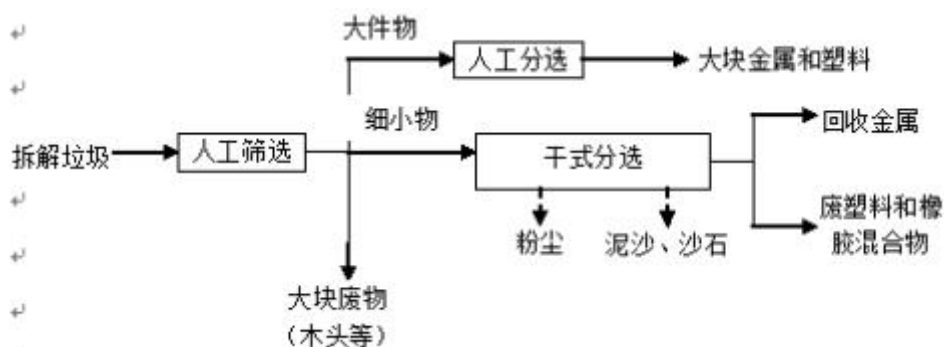 大件物
人工分选
大块金属和塑料
细小物
回收金属
拆解垃圾
人工筛选
干式分选
粉尘
泥沙、沙石
废塑料和橡
胶混合物
大块废物
（木头等）